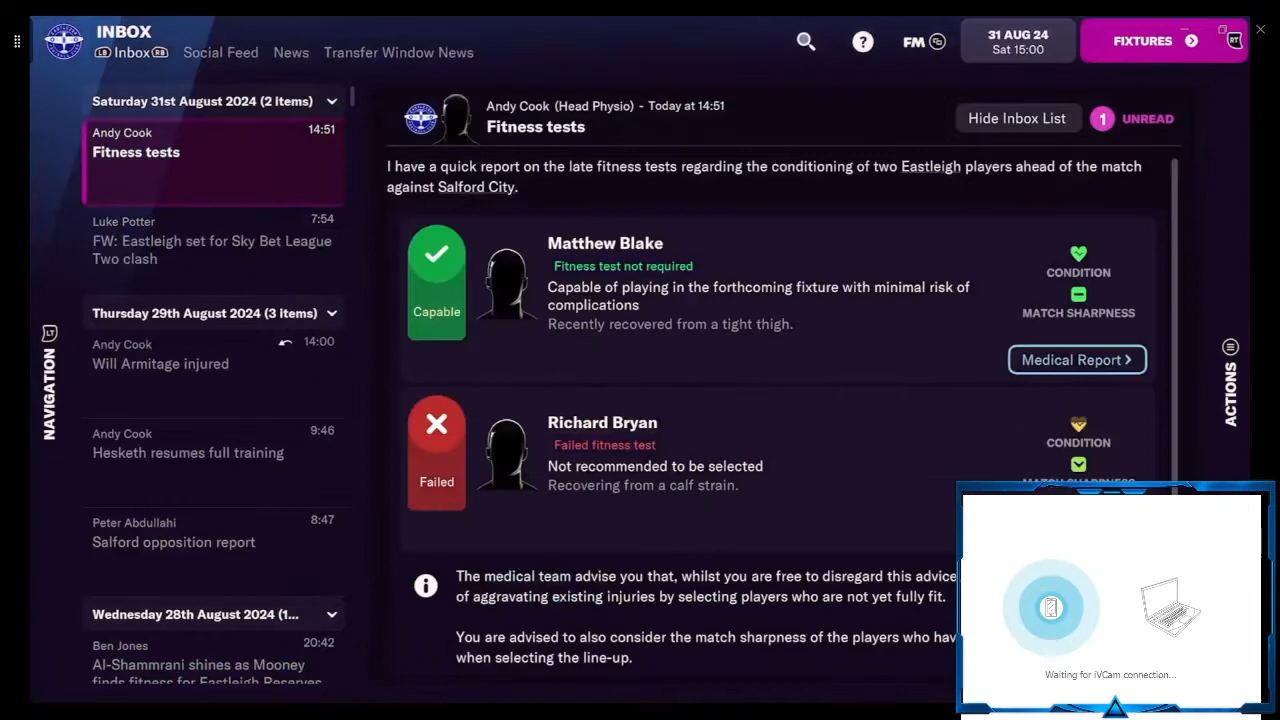 INBOX
LB Inbox RB
Social Feed
News
Transfer Window News
?
FM
31 AUG 24
Sat 15:00
FIXTURES
RT
Saturday 31st August 2024 (2 Items)
Andy Cook
14:51
Fitness tests
Luke Potter
7:54
FW: Eastleigh set for Sky Bet League
Two clash
Thursday 29th August 2024 (3 items)
Andy Cook
14:00
Will Armitage injured
Andy Cook
9:46
Hesketh resumes full training
Peter Abdullahi
8:47
Salford opposition report
Wednesday 28th August 2024 (1...
Ben Jones
20:42
Al-Shammrani shines as Mooney
finds fitness for Eastleigh Reserves
LT
NAVIGATION
Andy Cook (Head Physio) - Today at 14:51
Fitness tests
Hide Inbox List
1 UNREAD
I have a quick report on the late fitness tests regarding the conditioning of two Eastleigh players ahead of the match
against Salford City.
Capable
Matthew Blake
Fitness test not required
Capable of playing in the forthcoming fixture with minimal risk of
complications
Recently recovered from a tight thigh.
CONDITION
MATCH SHARPNESS
Medical Report
Failed
Richard Bryan
Failed fitness test
Not recommended to be selected
Recovering from a calf strain.
CONDITION
MATCH SHARPNESS
The medical team advise you that, whilst you are free to disregard this advice
of aggravating existing injuries by selecting players who are not yet fully fit.
You are advised to also consider the match sharpness of the players who hav
when selecting the line-up.
ACTIONS
Waiting for iVCam connection...